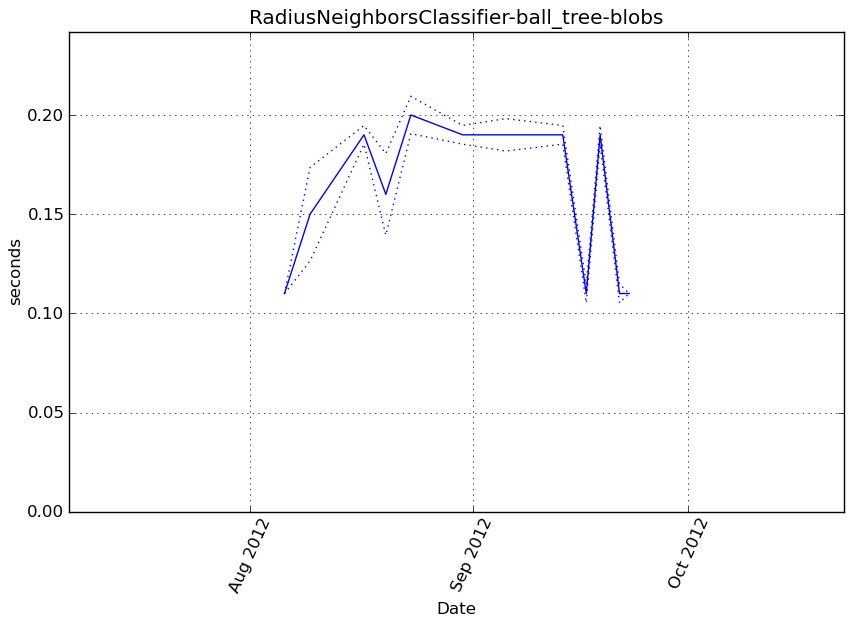 RadiusNeighborsClassifier-ball_tree-blobs
0.20
0.15
0.10
0.05
0.00
seconds
Aug 2012
Sep 2012
Oct 2012
Date